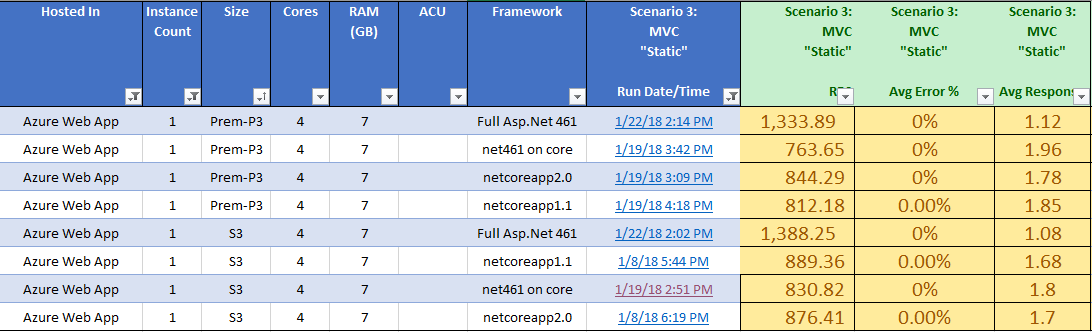 Hosted In Instance Count Size Cores RAM (GB) ACU Framework Scenario 3: MVC "Static" Run Date/Time Scenario 3: MVC "Static" Scenario 3: MVC "Static" Avg Error % Scenario 3: MVC "Static" Avg Respons
Azure Web App 1 Prem-P3 4 7 Full Asp.Net 461 1/22/18 2:14 PM 1,333.89 0% 1.12
Azure Web App 1 Prem-P3 4 7 net461 on core 1/19/18 3:42 PM 763.65 0% 1.96
Azure Web App 1 Prem-P3 4 7 netcoreapp2.0 1/19/18 3:09 PM 844.29 0% 1.78
Azure Web App 1 Prem-P3 4 7 netcoreapp1.1 1/19/18 4:18 PM 812.18 0.00% 1.85
Azure Web App 1 S3 4 7 Full Asp.Net 461 1/22/18 2:02 PM 1,388.25 0% 1.08
Azure Web App 1 S3 4 7 netcoreapp1.1 1/8/18 5:44 PM 889.36 0.00% 1.68
Azure Web App 1 S3 4 7 net461 on core 1/19/18 2:51 PM 830.82 0% 1.8
Azure Web App 1 S3 4 7 netcoreapp2.0 1/8/18 6:19 PM 876.41 0.00% 1.7